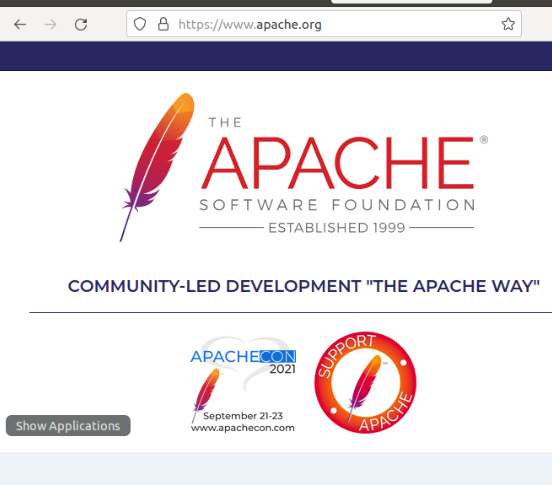 https://www.apache.org
THE
APACHE®
SOFTWARE FOUNDATION
ESTABLISHED 1999
COMMUNITY-LED DEVELOPMENT "THE APACHE WAY"
APACHECON
2021
September 21-23
www.apachecon.com
SUPPORT
APACHE
Show Applications